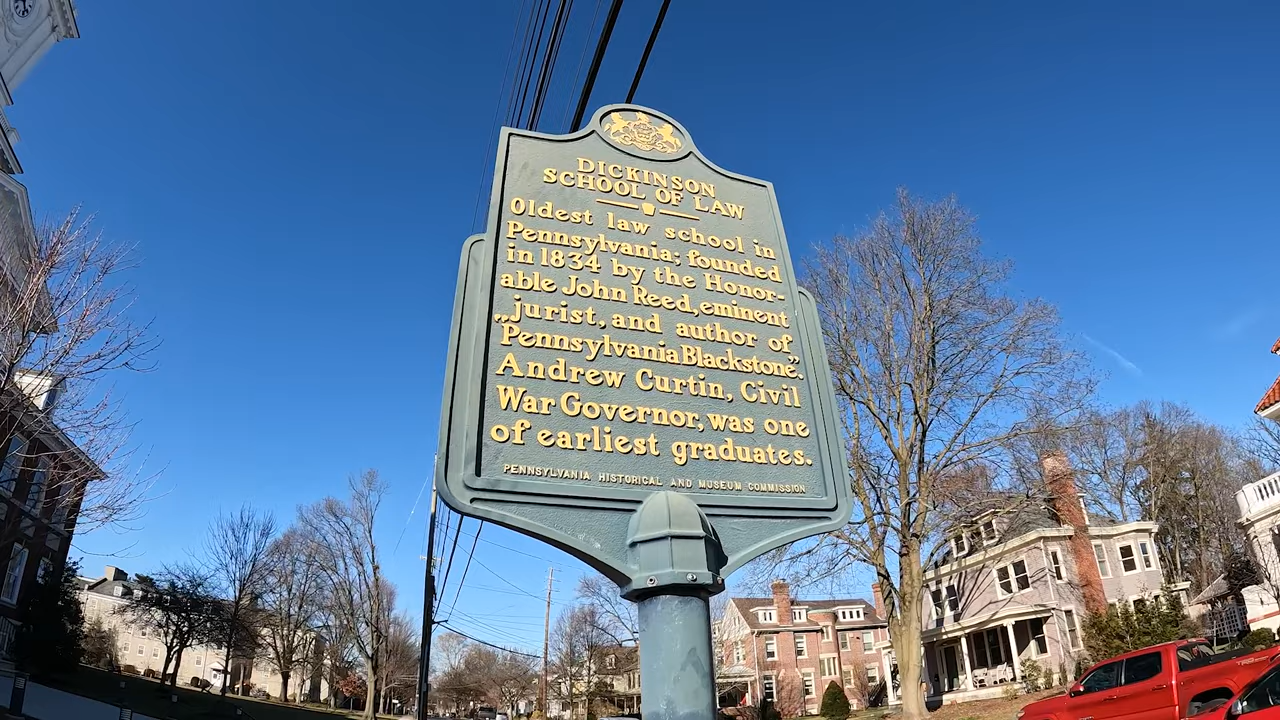 DICKINSON
SCHOOL OF LAW
Oldest law school in
Pennsylvania; founded
in 1834 by the Honor-
able John Reed, eminent
jurist, and author of
„Pennsylvania Blackstone.”
Andrew Curtin, Civil
War Governor, was one
of earliest graduates.
PENNSYLVANIA HISTORICAL AND MUSEUM COMMISSION